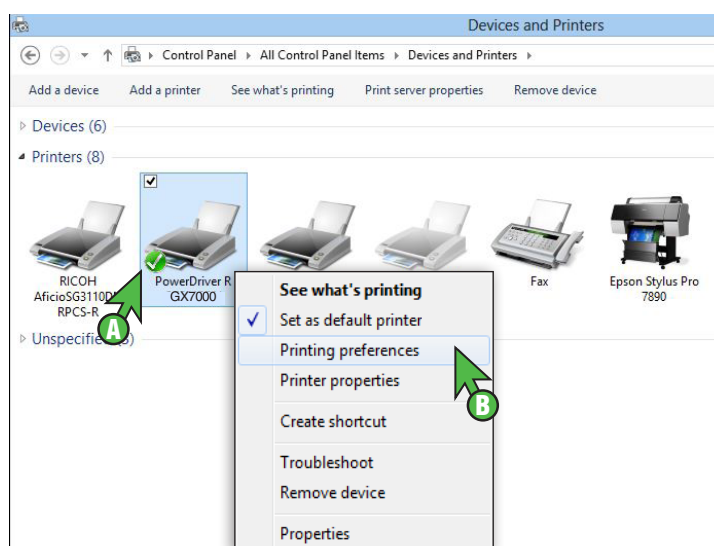 Devices and Printers
Control Panel ▸ All Control Panel Items ▸ Devices and Printers ▸
Add a device Add a printer See what's printing Print server properties Remove device
Devices (6)
Printers (8)
RICOH
RPCS-R
PowerDriver R
GX7000
Fax
Epson Stylus Pro
7890
A
See what's printing
Set as default printer
Printing preferences
Printer properties
B
Create shortcut
Troubleshoot
Remove device
Properties